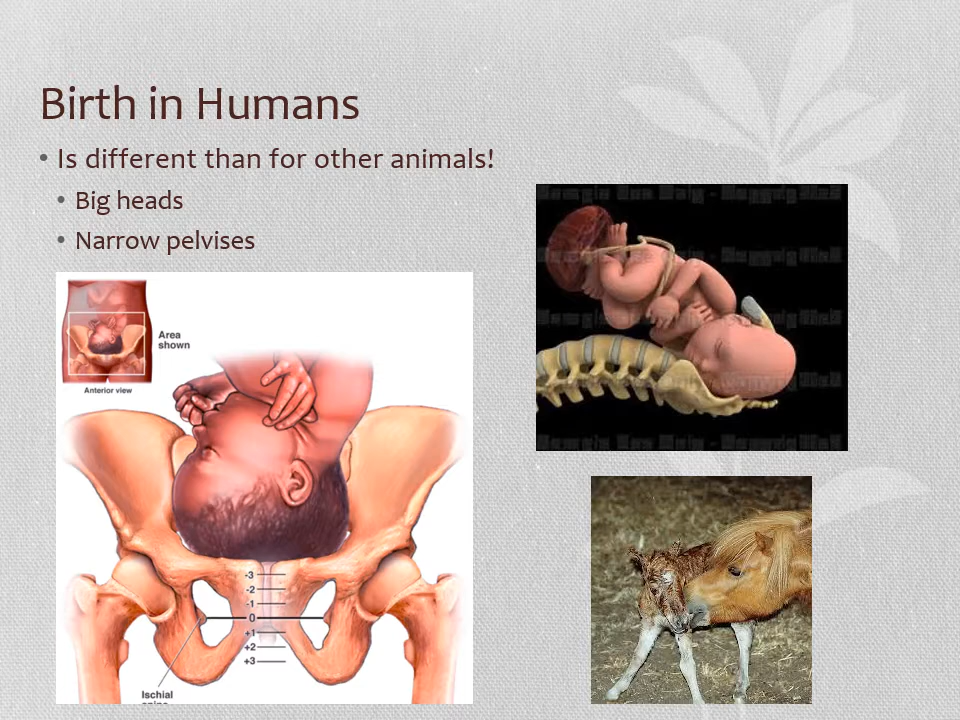 Birth in Humans
• Is different than for other animals!
• Big heads
• Narrow pelvises
Area
shown
Anterior view
-3
-2
-1
0
+1
+2
+3
Ischial